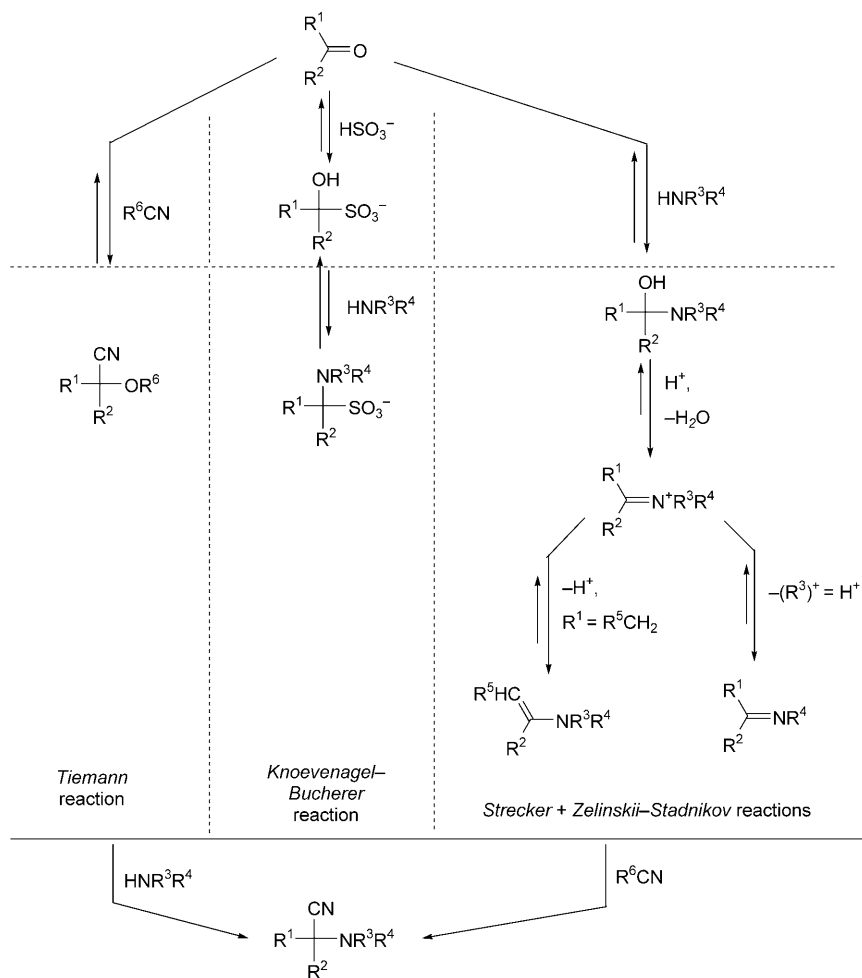 R¹
O
R²
HSO₃⁻
OH
R¹ SO₃⁻
R²
R⁶CN
HNR³R⁴
HNR³R⁴
OH
R¹ NR³R⁴
R²
CN
R¹ OR⁶
R²
NR³R⁴
R¹ SO₃⁻
R²
H⁺,
–H₂O
R¹
N⁺R³R⁴
R²
–H⁺,
R¹ = R⁵CH₂
–(R³)⁺ = H⁺
R⁵HC
NR³R⁴
R²
R¹
NR⁴
R²
Tiemann
reaction
Knoevenagel–
Bucherer
reaction
Strecker + Zelinskii–Stadnikov reactions
HNR³R⁴
R⁶CN
CN
R¹ NR³R⁴
R²